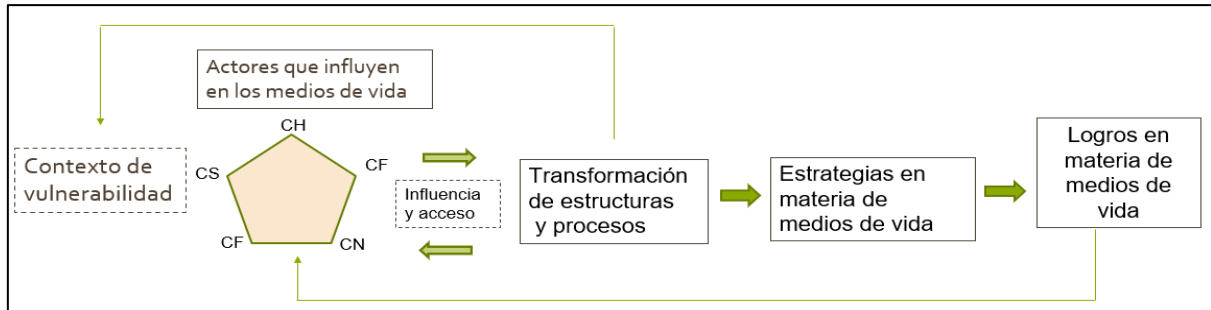 Actores que influyen
en los medios de vida
Contexto de
vulnerabilidad
CH
CS
CF
CF
CN
Influencia
y acceso
Transformación
de estructuras
y procesos
Estrategias en
materia de
medios de vida
Logros en
materia de
medios de
vida